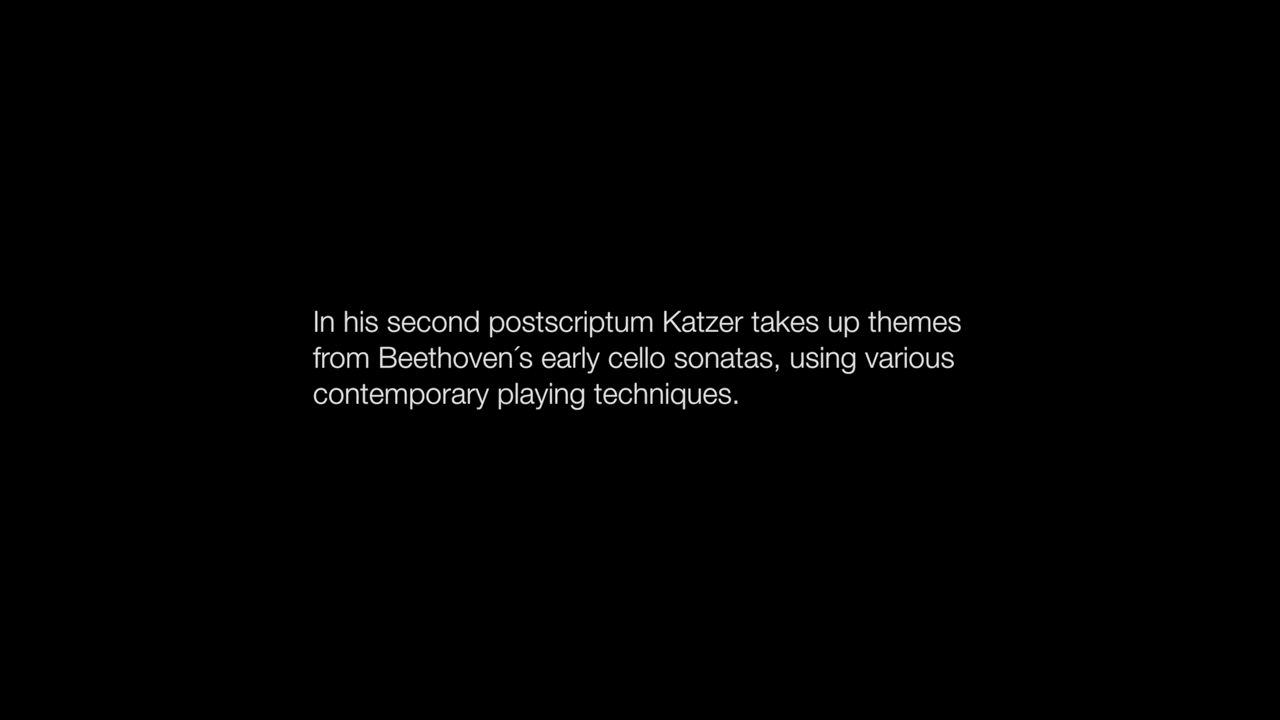 In his second postscriptum Katzer takes up themes
from Beethoven´s early cello sonatas, using various
contemporary playing techniques.